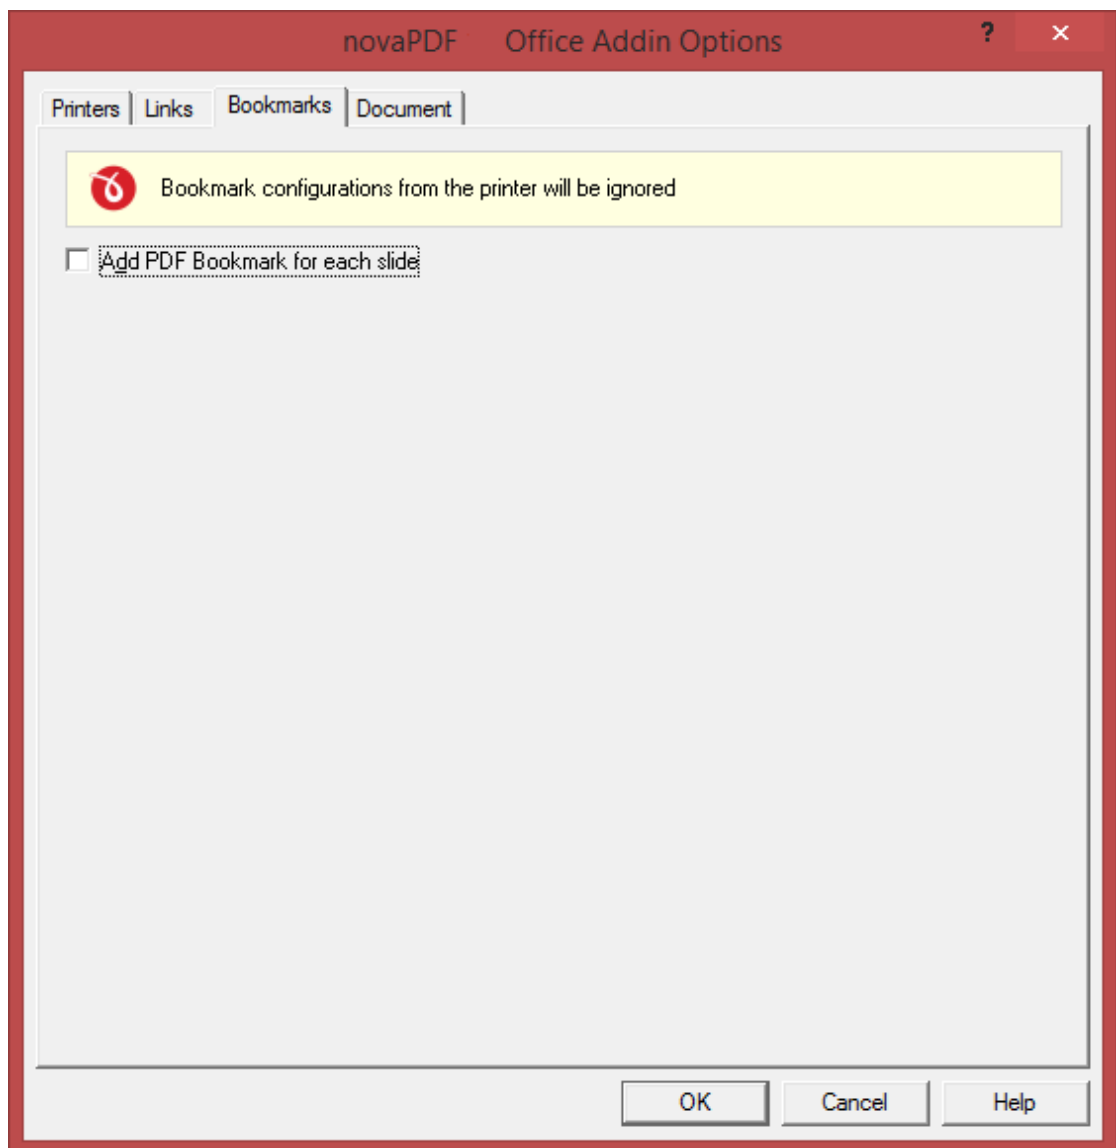 novaPDF Office Addin Options ?
Printers Links Bookmarks Document
Bookmark configurations from the printer will be ignored
Add PDF Bookmark for each slide
OK Cancel Help